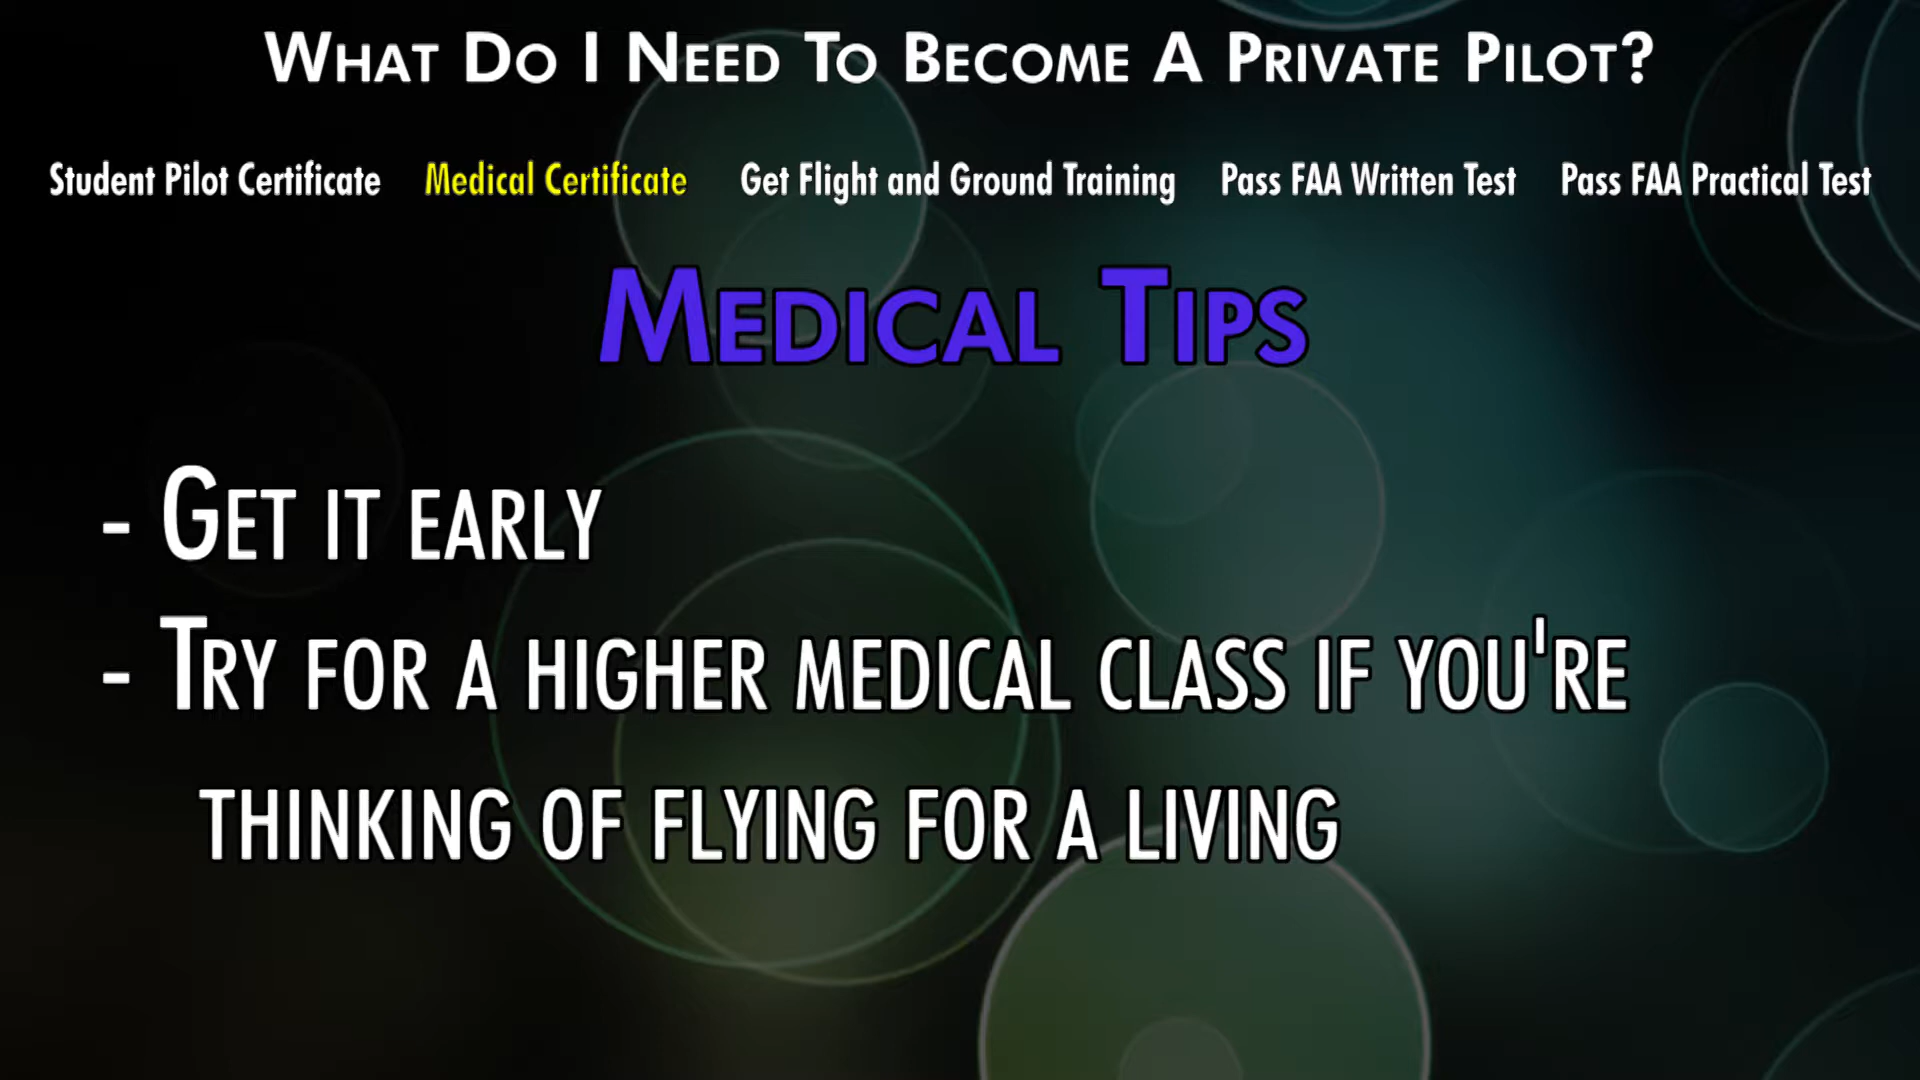 What Do I Need To Become A Private Pilot?
Student Pilot Certificate Medical Certificate Get Flight and Ground Training Pass FAA Written Test Pass FAA Practical Test
Medical Tips
- Get it early
- Try for a higher medical class if you're
thinking of flying for a living